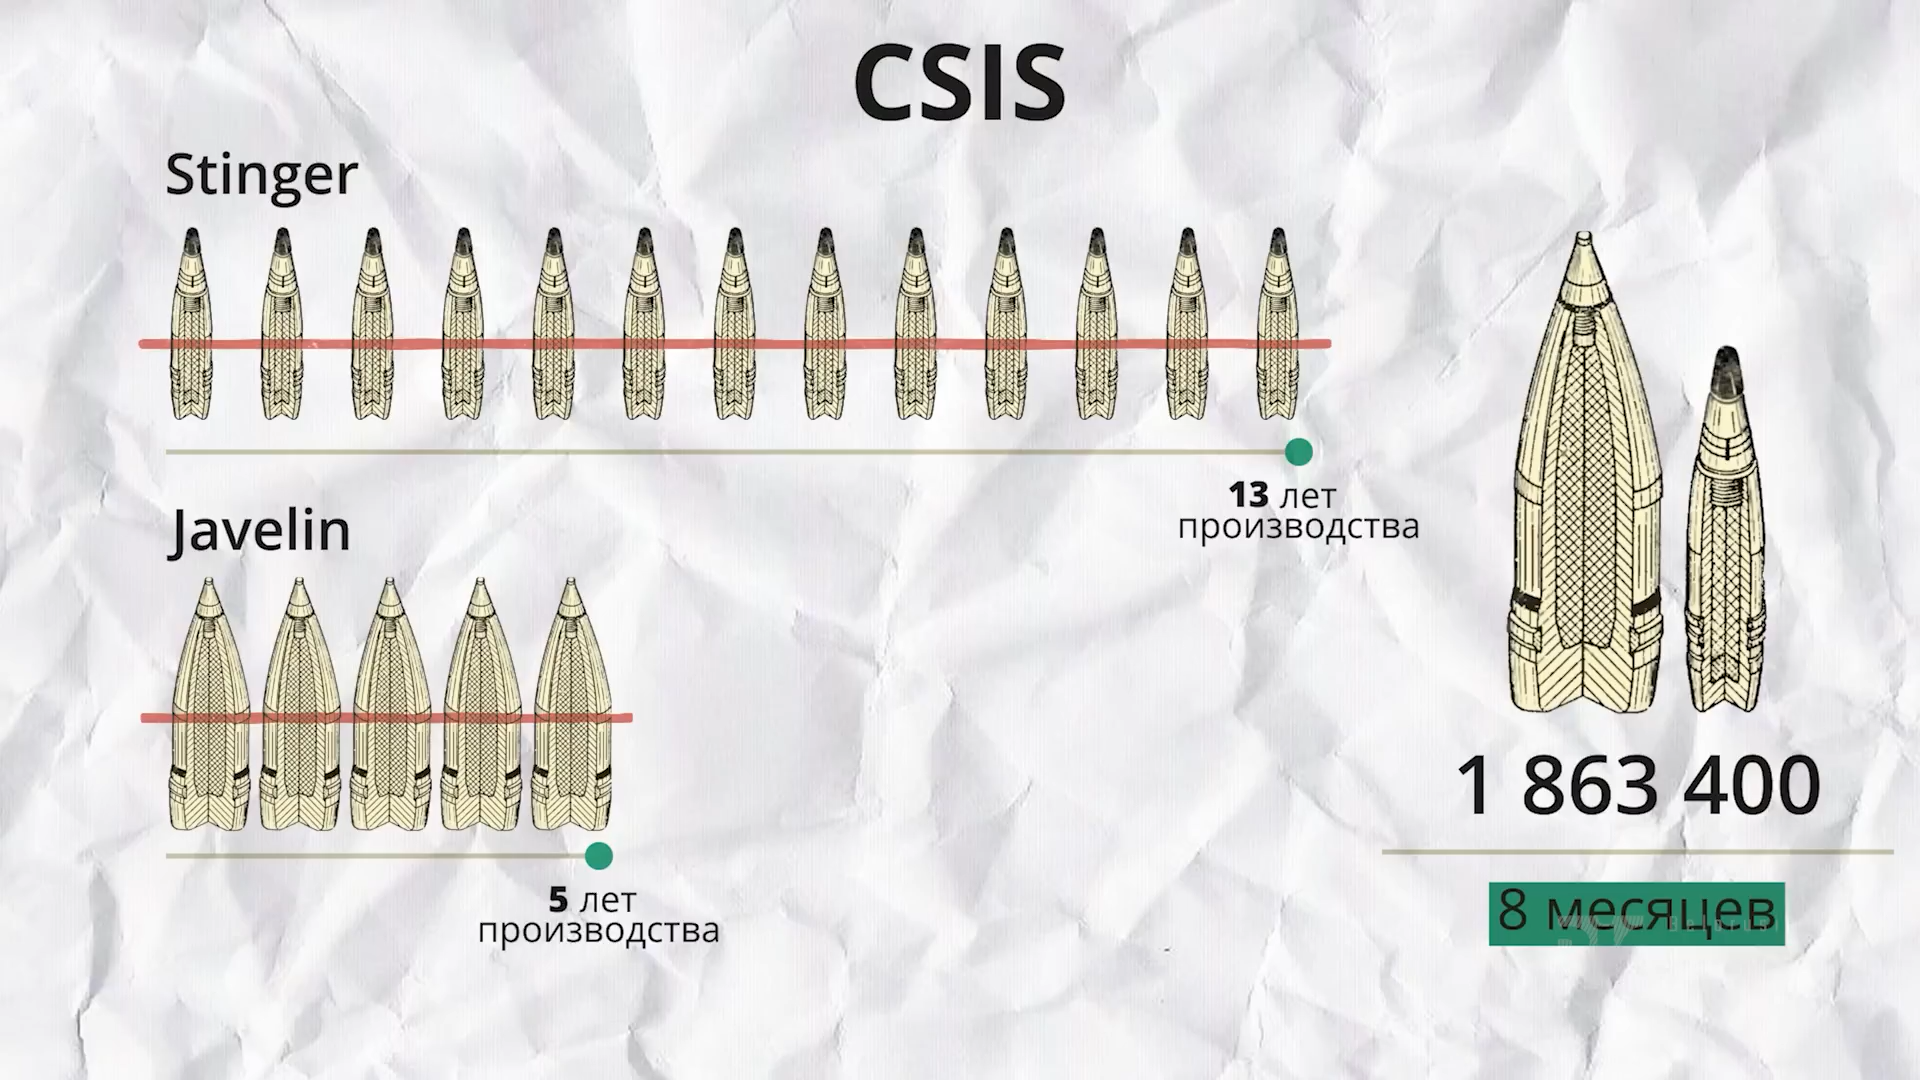 CSIS
Stinger
13 лет
производства
Javelin
5 лет
производства
1 863 400
8 месяцев